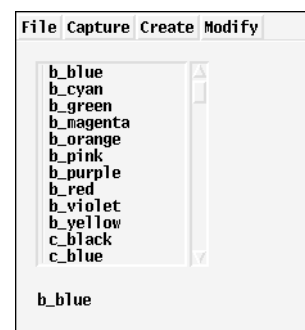 File Capture Create Modify
b_blue
b_cyan
b_green
b_magenta
b_orange
b_pink
b_purple
b_red
b_violet
b_yellow
c_black
c_blue
b_blue